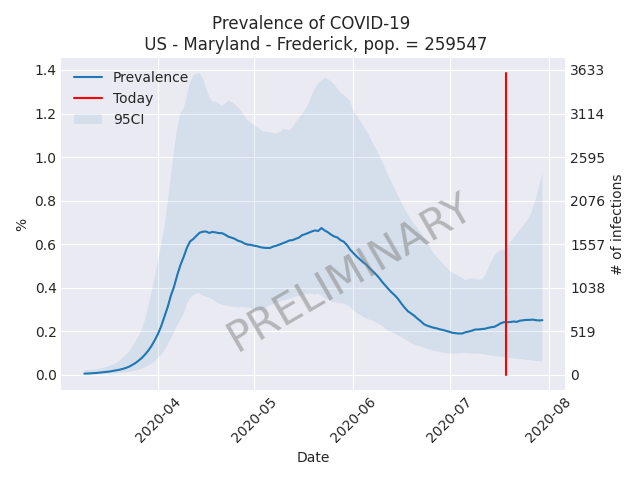 Prevalence of COVID-19
US - Maryland - Frederick, pop. = 259547
Prevalence
Today
95CI
PRELIMINARY
%
1.4
1.2
1.0
0.8
0.6
0.4
0.2
0.0
3633
3114
2595
2076
1557
1038
519
0
# of infections
2020-04
2020-05
2020-06
2020-07
2020-08
Date